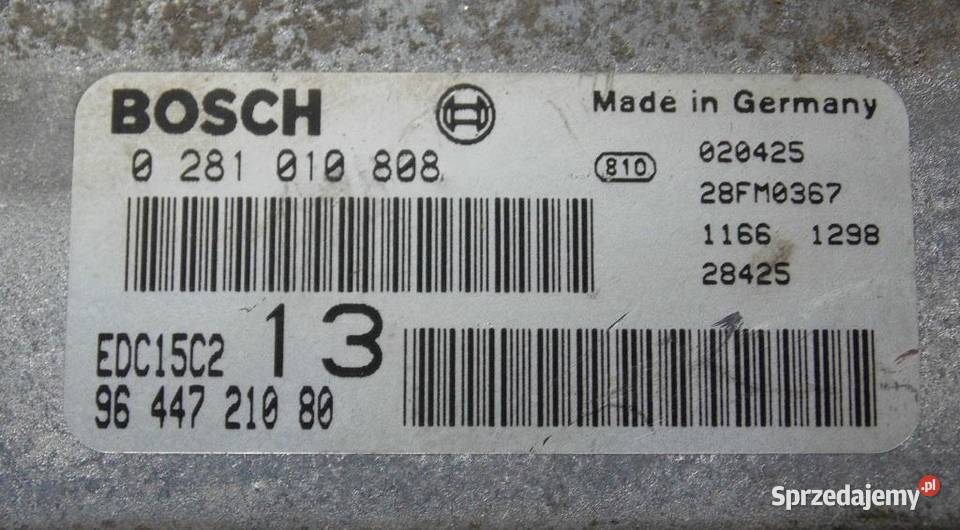 BOSCH
Made in Germany
0 281 010 808
810
020425
28FM0367
1166 1298
28425
EDC15C2 13
96 447 210 80
Sprzedajemy.pl